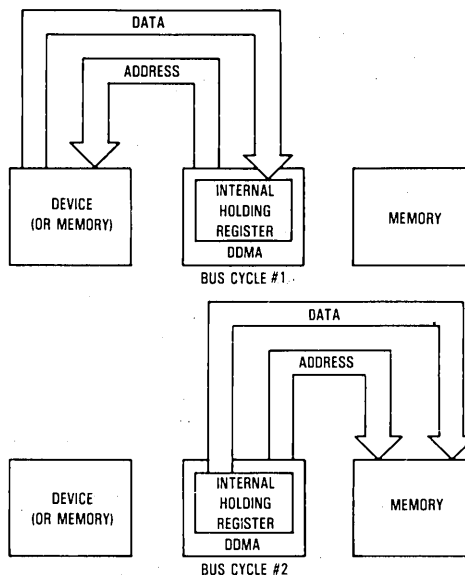 DATA
ADDRESS
DEVICE
(OR MEMORY)
INTERNAL
HOLDING
REGISTER
DDMA
MEMORY
BUS CYCLE #1
DATA
ADDRESS
DEVICE
(OR MEMORY)
INTERNAL
HOLDING
REGISTER
DDMA
MEMORY
BUS CYCLE #2